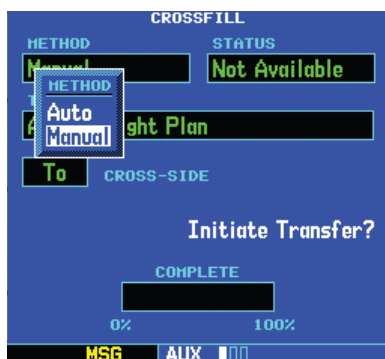 CROSSFILL
METHOD STATUS
Manual Not Available
METHOD
Auto
Manual
ght Plan
To CROSS-SIDE
Initiate Transfer?
COMPLETE
0% 100%
MSG AUX